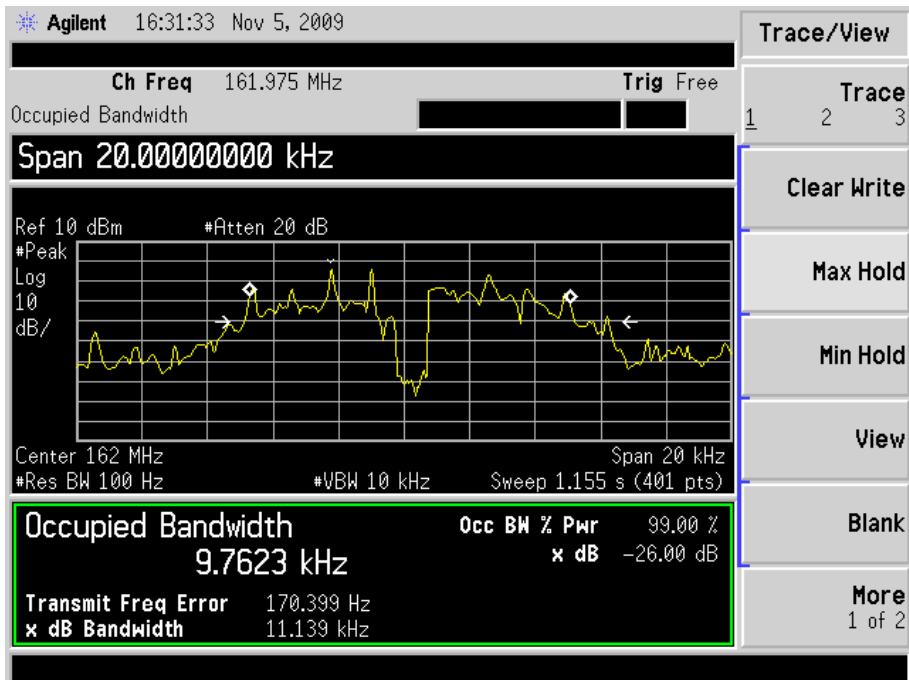 Agilent 16:31:33 Nov 5, 2009
Trace/View
Ch Freq 161.975 MHz
Trig Free
Occupied Bandwidth
Trace
1 2 3
Span 20.00000000 kHz
Clear Write
Ref 10 dBm #Atten 20 dB
#Peak
Log
10
dB/
Max Hold
Min Hold
View
Center 162 MHz
Span 20 kHz
#Res BW 100 Hz #VBW 10 kHz Sweep 1.155 s (401 pts)
Occupied Bandwidth
9.7623 kHz
Occ BW % Pwr 99.00 %
x dB -26.00 dB
Transmit Freq Error 170.399 Hz
x dB Bandwidth 11.139 kHz
Blank
More
1 of 2